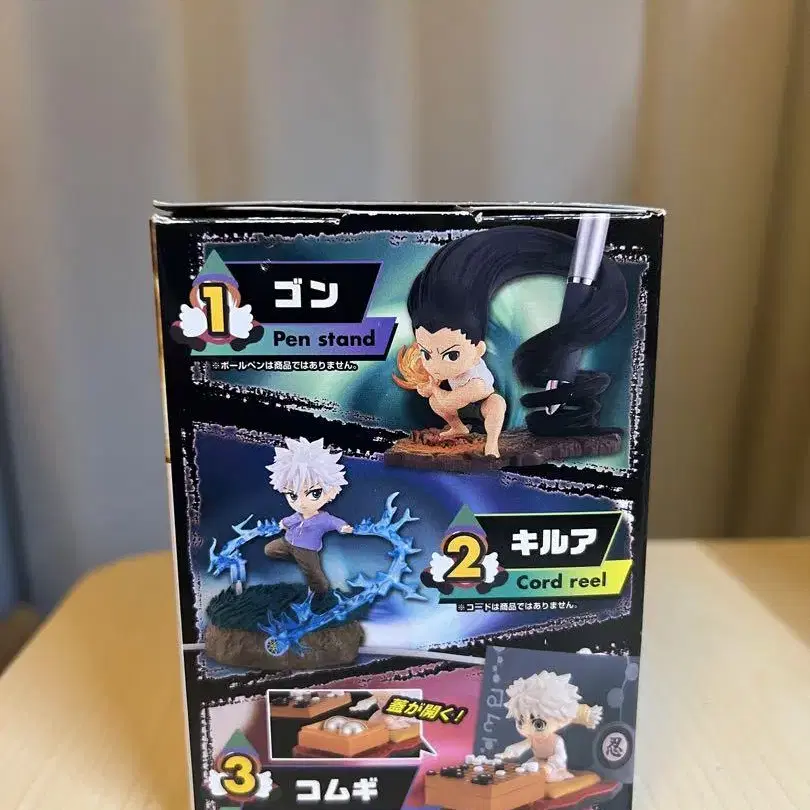 1
ゴン
Pen stand
※ボールペンは商品ではありません。
2
キルア
Cord reel
※コードは商品ではありません。
蓋が開く!
忍
3
コムギ